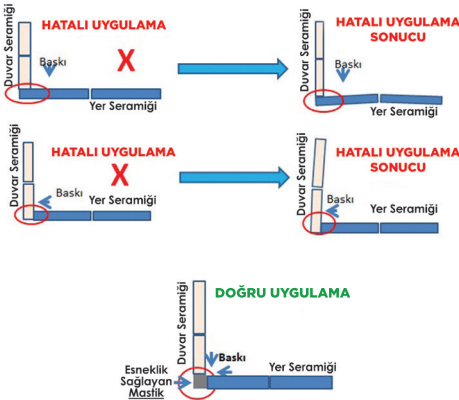 HATALI UYGULAMA
Duvar Seramiği
Baskı
X
Yer Seramiği
HATALI UYGULAMA
SONUCU
Duvar Seramiği
Baskı
Yer Seramiği
HATALI UYGULAMA
Duvar Seramiği
X
Baskı
Yer Seramiği
HATALI UYGULAMA
SONUCU
Duvar Seramiği
Baskı
Yer Seramiği
DOĞRU UYGULAMA
Duvar Seramiği
Baskı
Yer Seramiği
Esneklik
Sağlayan
Mastik